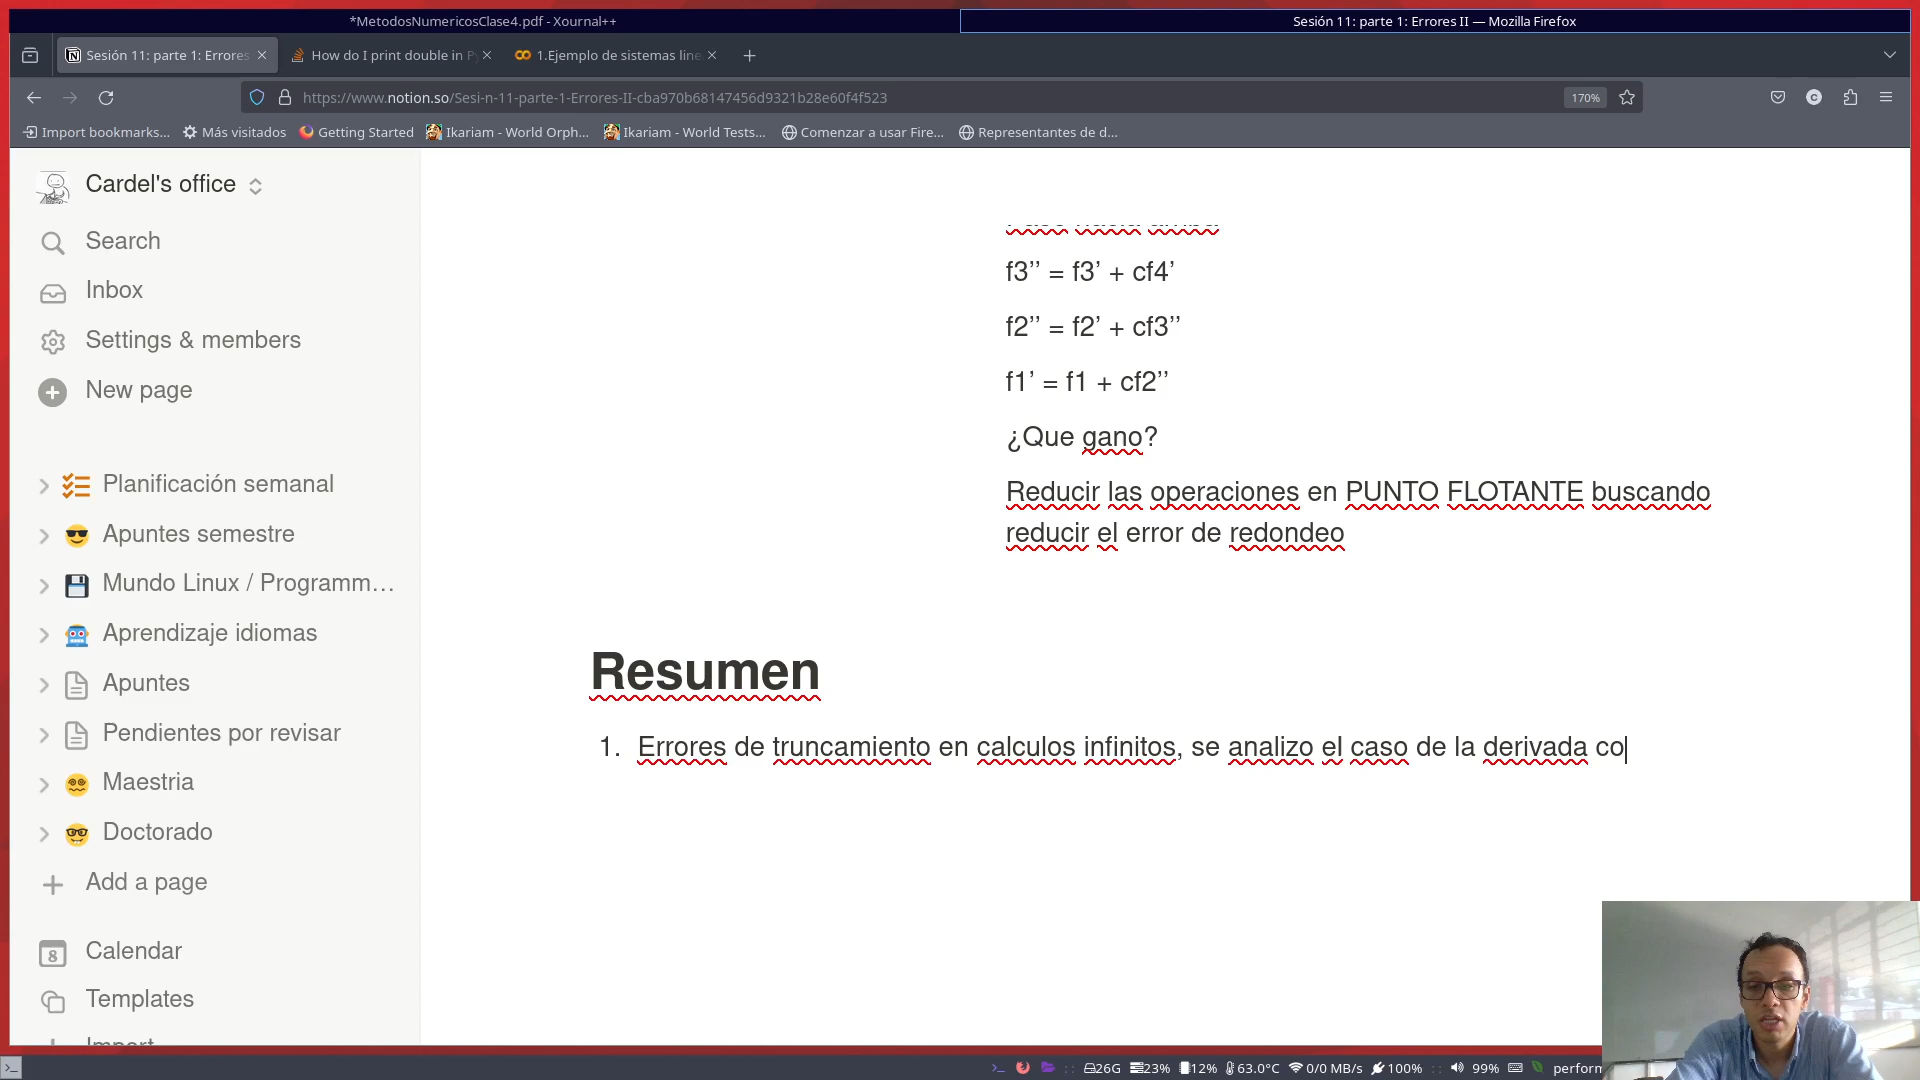 *MetodosNumericosClase4.pdf - Xournal++
Sesión 11: parte 1: Errores II — Mozilla Firefox
Sesión 11: parte 1: Errores
How do I print double in P
1.Ejemplo de sistemas line
https://www.notion.so/Sesi-n-11-parte-1-Errores-II-cba970b68147456d9321b28e60f4f523
170%
Import bookmarks...
Más visitados
Getting Started
Ikariam - World Orph...
Ikariam - World Tests...
Comenzar a usar Fire...
Representantes de d...
Cardel's office
Search
Inbox
Settings & members
New page
Planificación semanal
Apuntes semestre
Mundo Linux / Programm…
Aprendizaje idiomas
Apuntes
Pendientes por revisar
Maestria
Doctorado
Add a page
Calendar
Templates
Import
f3’’ = f3’ + cf4’
f2’’ = f2’ + cf3’’
f1’ = f1 + cf2’’
¿Que gano?
Reducir las operaciones en PUNTO FLOTANTE buscando
reducir el error de redondeo
Resumen
1. Errores de truncamiento en calculos infinitos, se analizo el caso de la derivada co
26G 23% 12% 63.0°C 0/0 MB/s 100% :: 99% perform